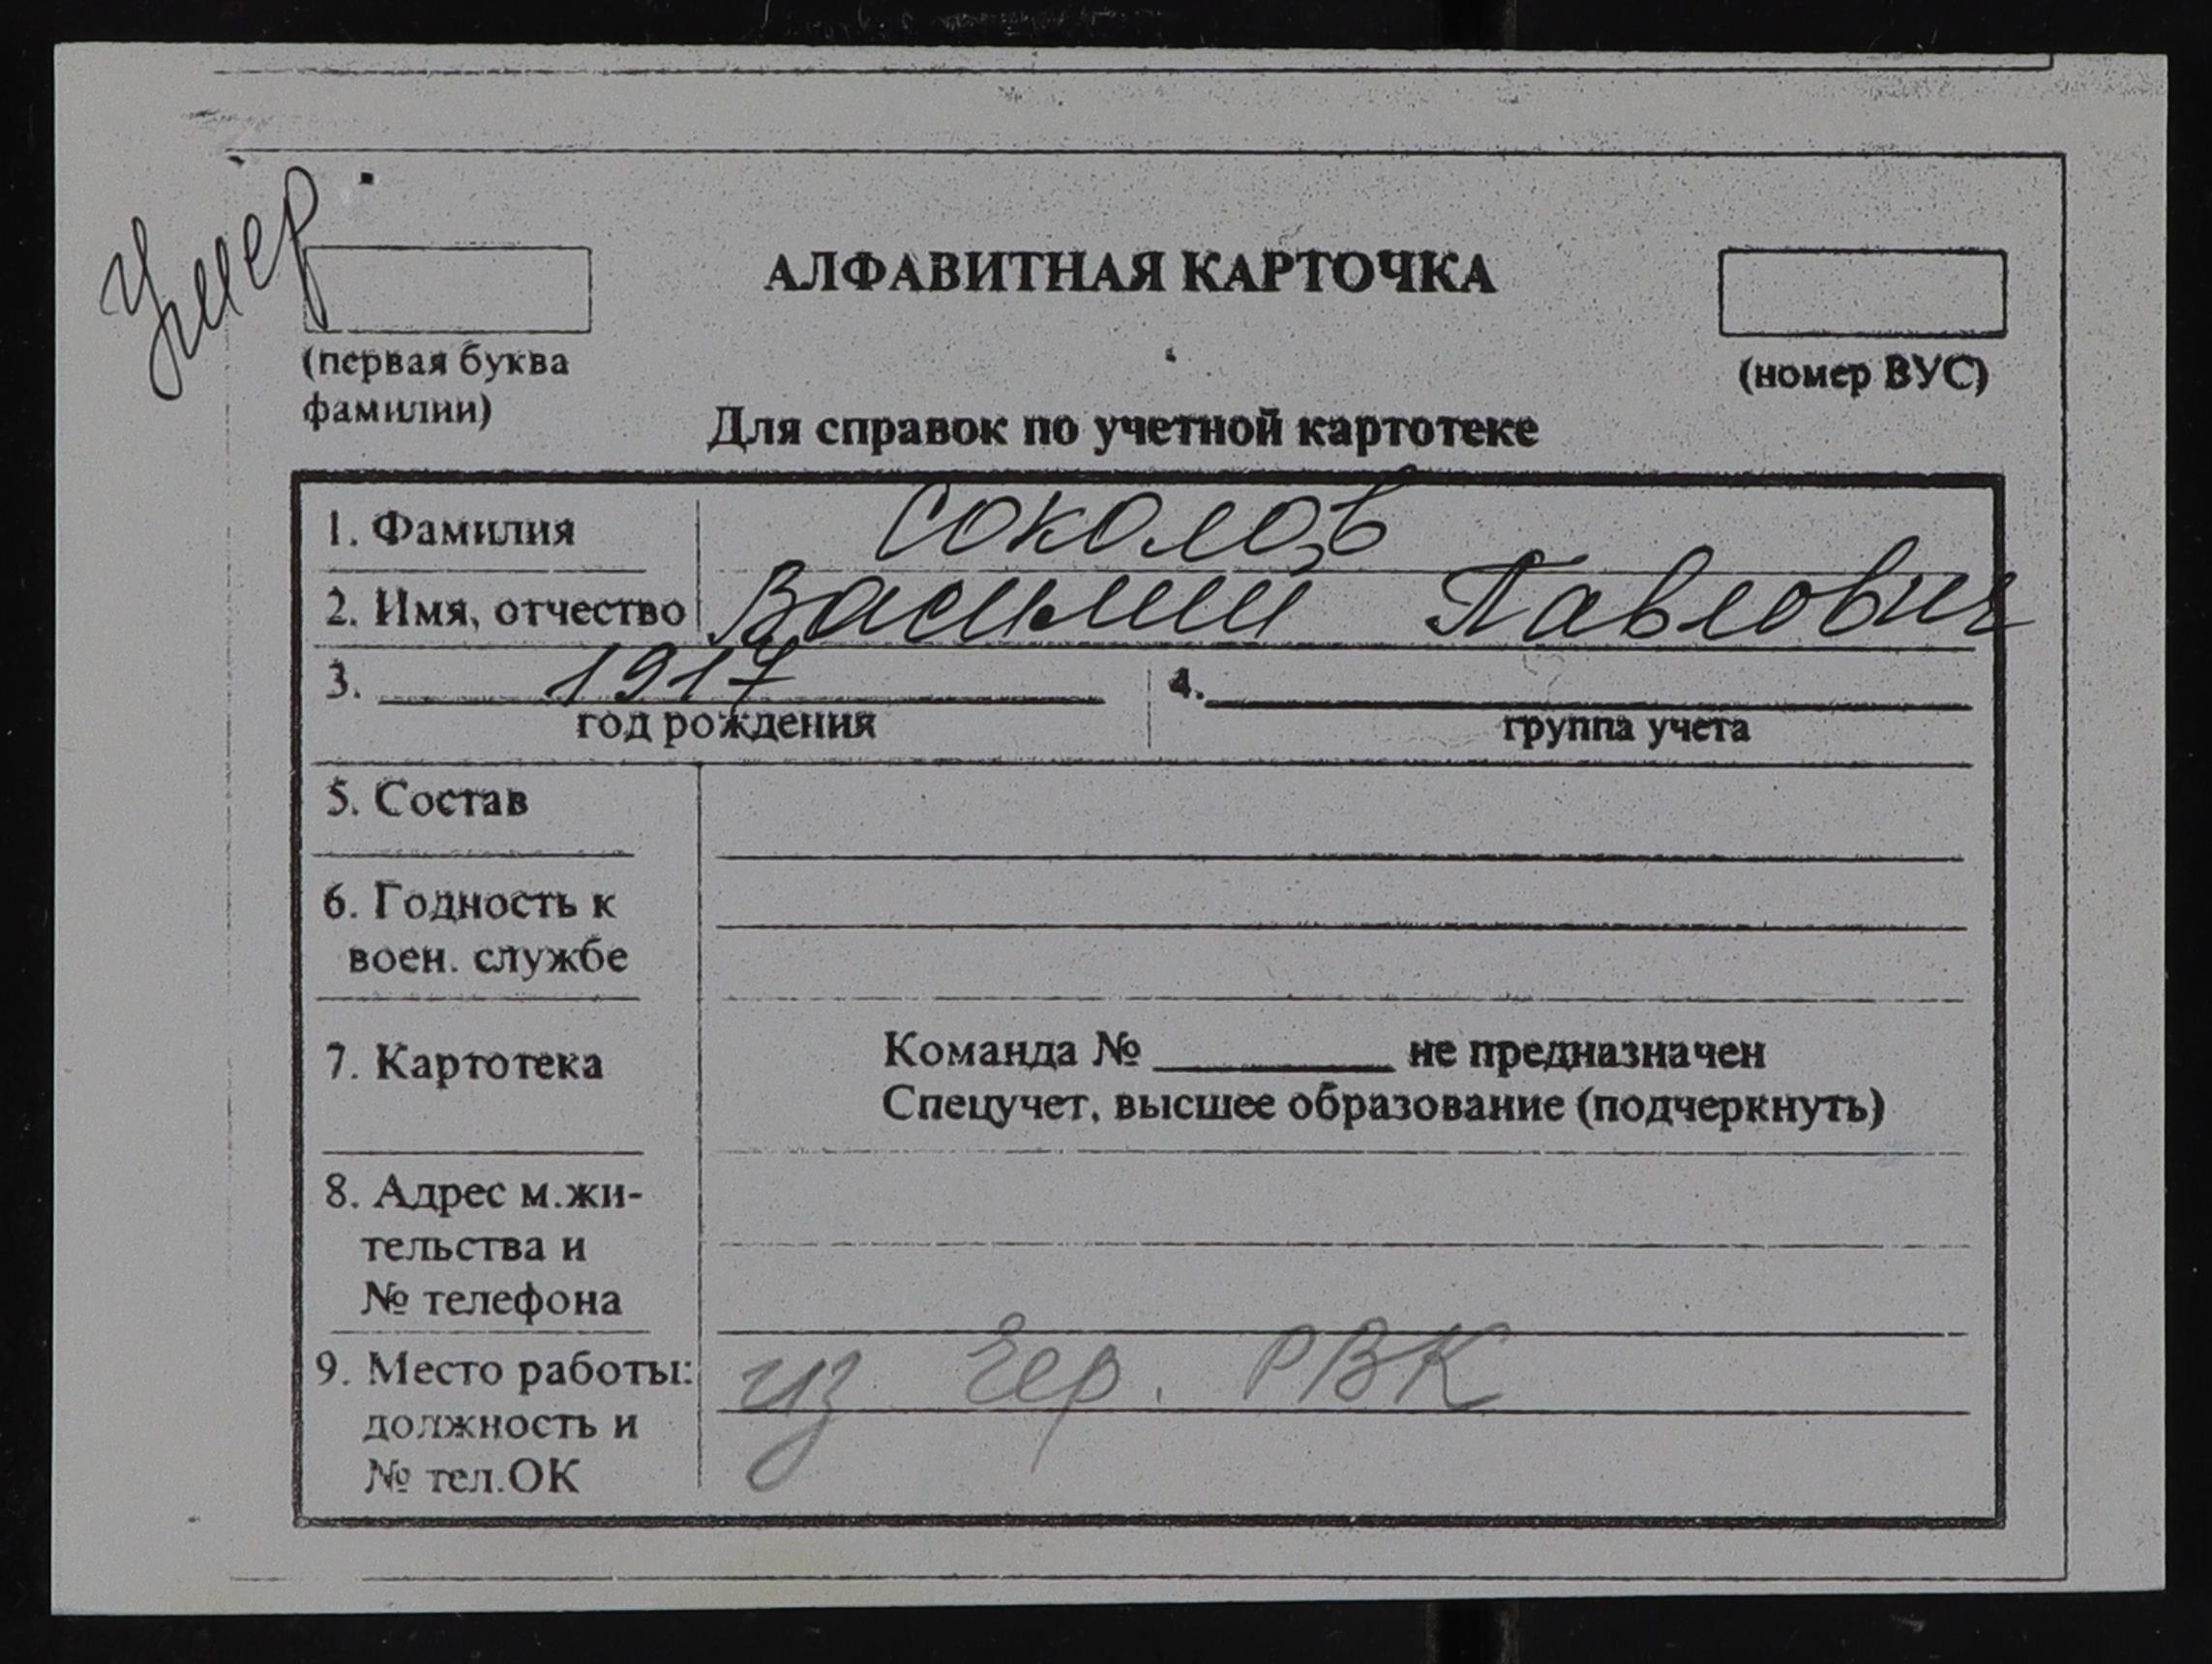 Умер
АЛФАВИТНАЯ КАРТОЧКА
(первая буква
фамилии)
(номер ВУС)
Для справок по учетной картотеке
1. Фамилия Соколов
2. Имя, отчество Василий Павлович
3. 1917 4.
год рождения группа учета
5. Состав
6. Годность к
воен. службе
7. Картотека
Команда № не предназначен
Спецучет, высшее образование (подчеркнуть)
8. Адрес м.жи-
тельства и
№ телефона
9. Место работы: из РВК
должность и
№ тел.ОК